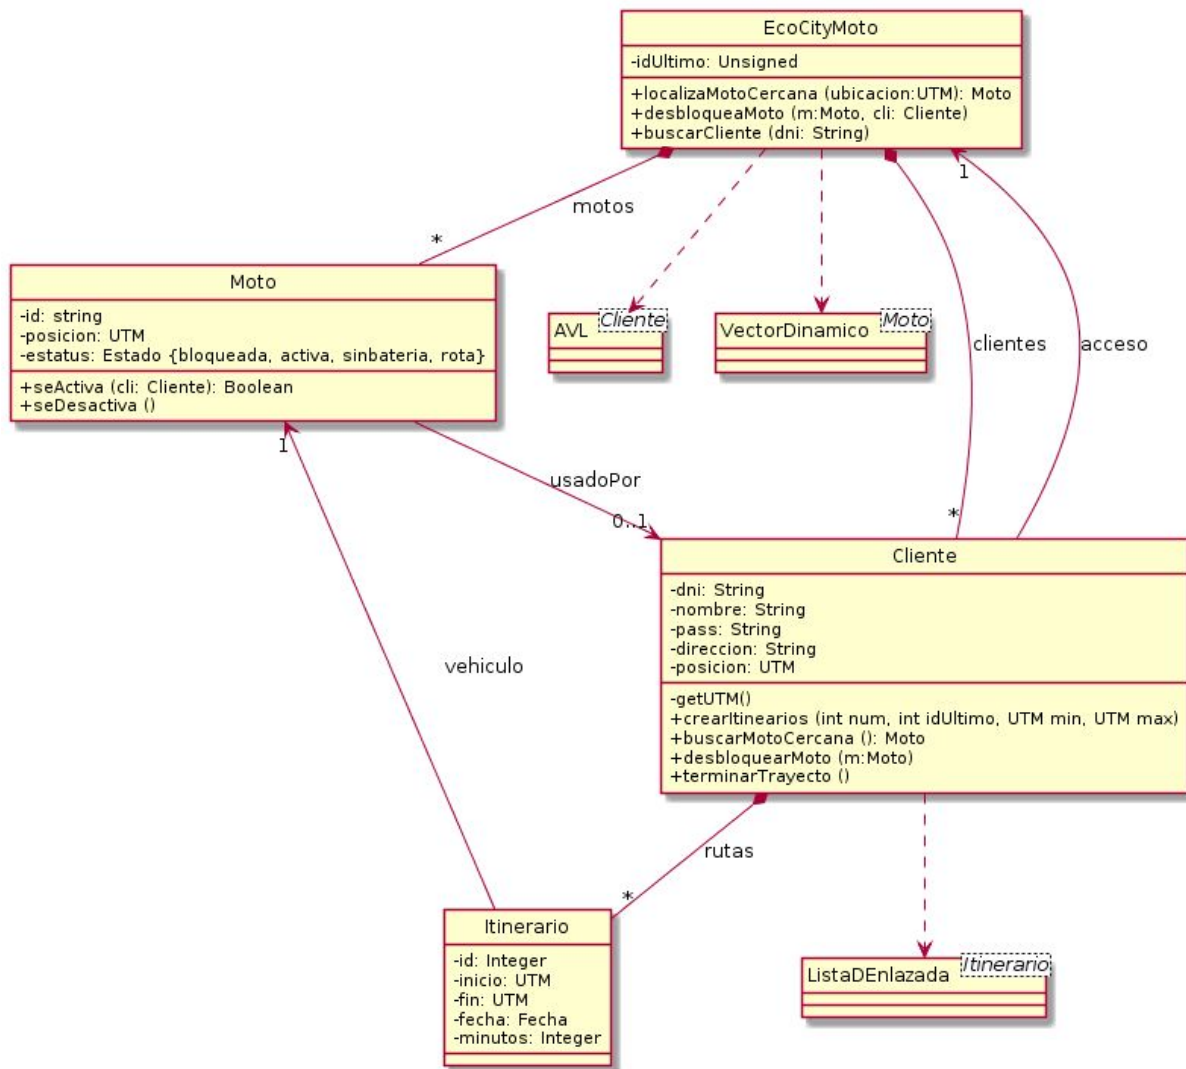 EcoCityMoto
-idUltimo: Unsigned
+localizaMotoCercana (ubicacion:UTM): Moto
+desbloqueaMoto (m:Moto, cli: Cliente)
+buscarCliente (dni: String)
1
motos
*
Moto
-id: string
-posicion: UTM
-estatus: Estado {bloqueada, activa, sinbateria, rota}
+seActiva (cli: Cliente): Boolean
+seDesactiva ()
AVL
Cliente
VectorDinamico
Moto
clientes
acceso
1
usadoPor
0..1
*
Cliente
-dni: String
-nombre: String
-pass: String
-direccion: String
-posicion: UTM
-getUTM()
+crearItinearios (int num, int idUltimo, UTM min, UTM max)
+buscarMotoCercana (): Moto
+desbloquearMoto (m:Moto)
+terminarTrayecto ()
vehiculo
rutas
*
Itinerario
-id: Integer
-inicio: UTM
-fin: UTM
-fecha: Fecha
-minutos: Integer
ListaDEnlazada
Itinerario